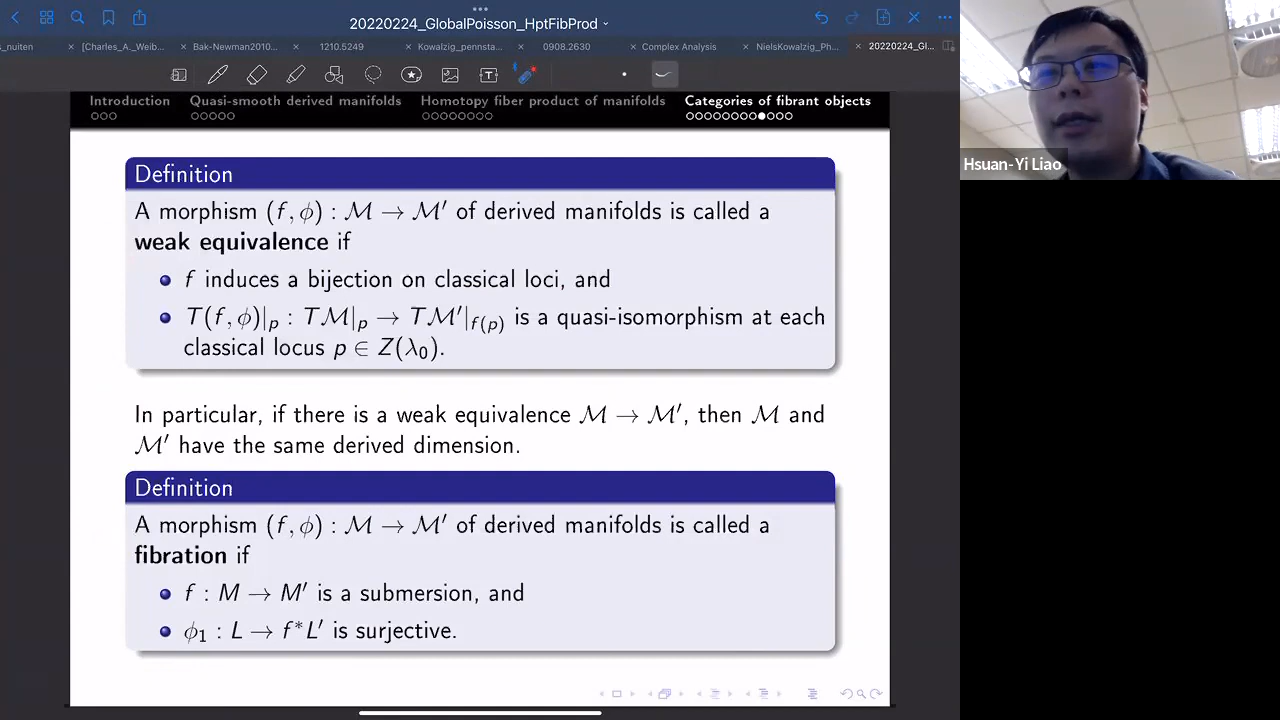 20220224_GlobalPoisson_HptFibProd
s_nuiten
[Charles_A._Weib...
Bak-Newman2010...
1210.5249
Kowalzig_pennsta...
0908.2630
Complex Analysis
NielsKowalzig_Ph...
20220224_Gl...
Introduction
Quasi-smooth derived manifolds
Homotopy fiber product of manifolds
Categories of fibrant objects
Hsuan-Yi Liao
Definition
A morphism (f, ϕ) : ℳ → ℳ′ of derived manifolds is called a
weak equivalence if
f induces a bijection on classical loci, and
T(f, ϕ)|ₚ : Tℳ|ₚ → Tℳ′|_f(p) is a quasi-isomorphism at each
classical locus p ∈ Z(λ₀).
In particular, if there is a weak equivalence ℳ → ℳ′, then ℳ and
ℳ′ have the same derived dimension.
Definition
A morphism (f, ϕ) : ℳ → ℳ′ of derived manifolds is called a
fibration if
f : M → M′ is a submersion, and
ϕ₁ : L → f*L′ is surjective.